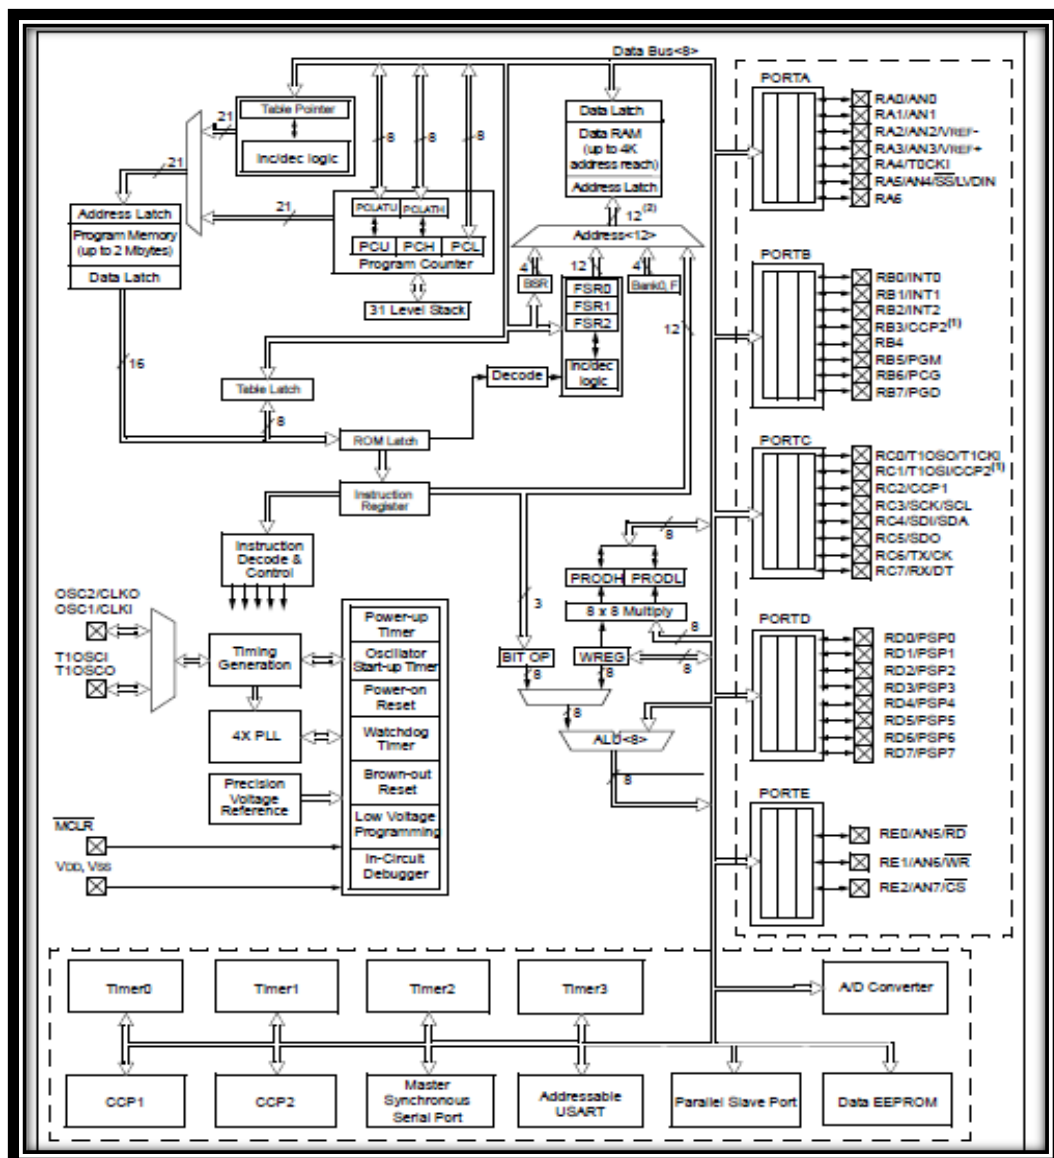 Data Bus<8>
Table Pointer
inc/dec logic
21
21
21
8
8
8
Data Latch
Data RAM
(up to 4K
address reach)
Address Latch
12(2)
Address<12>
4
12
4
BSR
FSR0
FSR1
FSR2
inc/dec
logic
Bank0, F
12
PCLATU
PCLATH
PCU
PCH
PCL
Program Counter
31 Level Stack
Address Latch
Program Memory
(up to 2 Mbytes)
Data Latch
16
Table Latch
8
Decode
ROM Latch
Instruction
Register
Instruction
Decode &
Control
OSC2/CLKO
OSC1/CLKI
T1OSCI
T1OSCO
Timing
Generation
4X PLL
Precision
Voltage
Reference
MCLR
VDD, VSS
Power-up
Timer
Oscillator
Start-up Timer
Power-on
Reset
Watchdog
Timer
Brown-out
Reset
Low Voltage
Programming
In-Circuit
Debugger
8
PRODH
PRODL
8 x 8 Multiply
3
8
BIT OP
WREG
8
8
8
8
ALU<8>
8
PORTA
RA0/AN0
RA1/AN1
RA2/AN2/VREF-
RA3/AN3/VREF+
RA4/T0CKI
RA5/AN4/SS/LVDIN
RA6
PORTB
RB0/INT0
RB1/INT1
RB2/INT2
RB3/CCP2(1)
RB4
RB5/PGM
RB6/PCG
RB7/PGD
PORTC
RC0/T1OSO/T1CKI
RC1/T1OSI/CCP2(1)
RC2/CCP1
RC3/SCK/SCL
RC4/SDI/SDA
RC5/SDO
RC6/TX/CK
RC7/RX/DT
PORTD
RD0/PSP0
RD1/PSP1
RD2/PSP2
RD3/PSP3
RD4/PSP4
RD5/PSP5
RD6/PSP6
RD7/PSP7
PORTE
RE0/AN5/RD
RE1/AN6/WR
RE2/AN7/CS
Timer0
Timer1
Timer2
Timer3
A/D Converter
CCP1
CCP2
Master
Synchronous
Serial Port
Addressable
USART
Parallel Slave Port
Data EEPROM